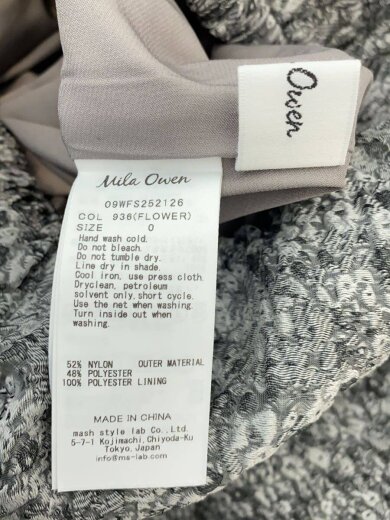 Owen
Mila Owen
09WFS252126
COL 936(FLOWER)
SIZE 0
Hand wash cold.
Do not bleach.
Do not tumble dry.
Line dry in shade.
Cool iron, use press cloth.
Dryclean, petroleum
solvent only,short cycle.
Use the net when washing.
Turn inside out when
washing.
52% NYLON OUTER MATERIAL
48% POLYESTER
100% POLYESTER LINING
MADE IN CHINA
mash style lab Co.,Ltd.
5-7-1 Kojimachi,Chiyoda-Ku
Tokyo,Japan
info@ms-lab.com